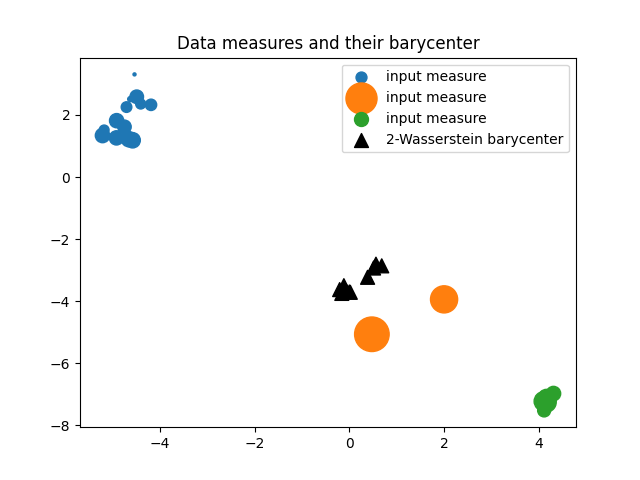 Data measures and their barycenter
input measure
input measure
input measure
2-Wasserstein barycenter
2
0
−2
−4
−6
−8
−4
−2
0
2
4